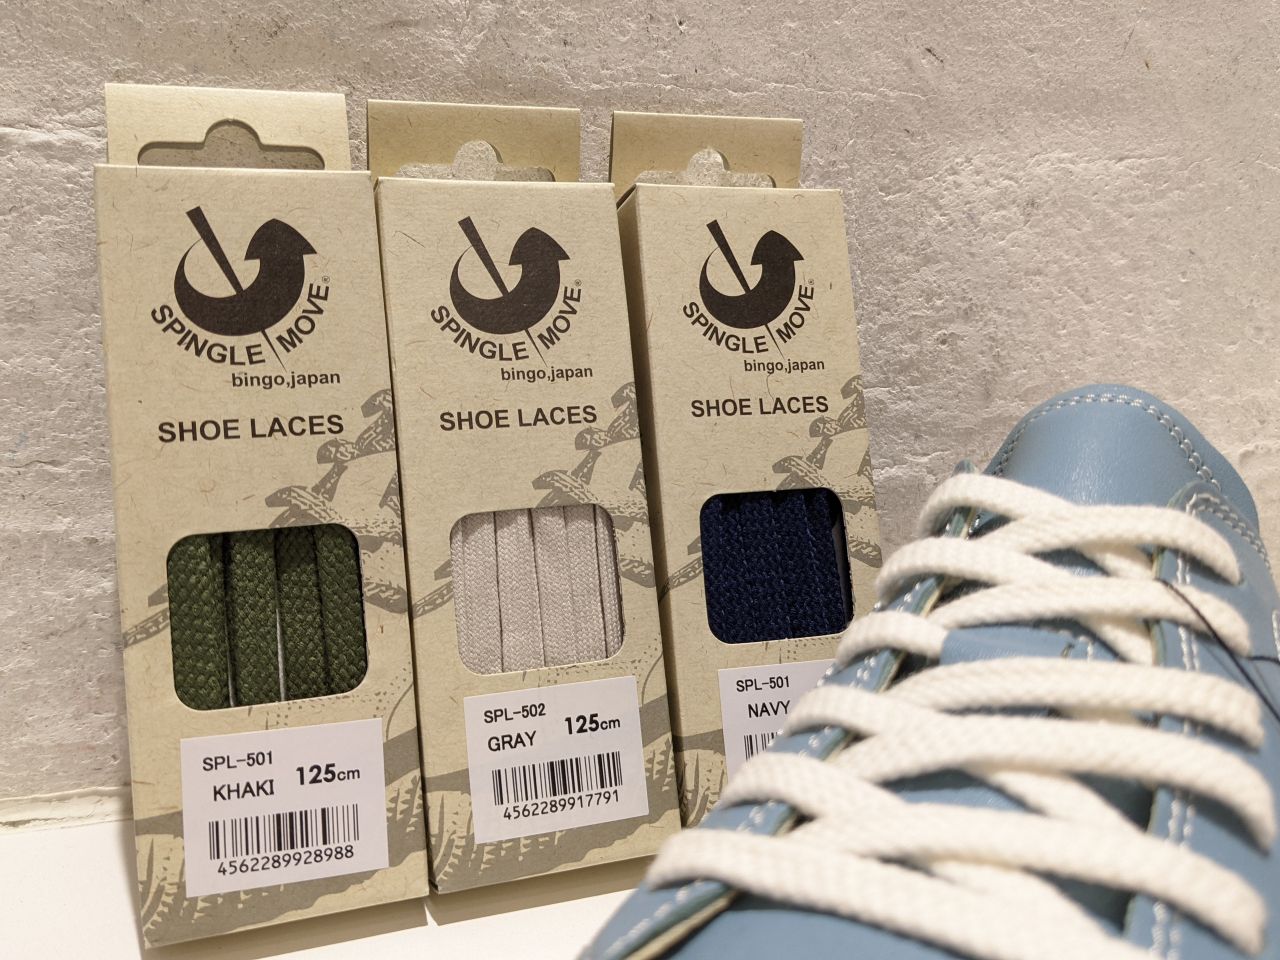 SPINGLE MOVE®
bingo,japan
SHOE LACES
SPL-501
KHAKI 125cm
4562289928988
SPINGLE MOVE®
bingo,japan
SHOE LACES
SPL-502
GRAY 125cm
4562289917791
SPINGLE MOVE®
bingo,japan
SHOE LACES
SPL-501
NAVY